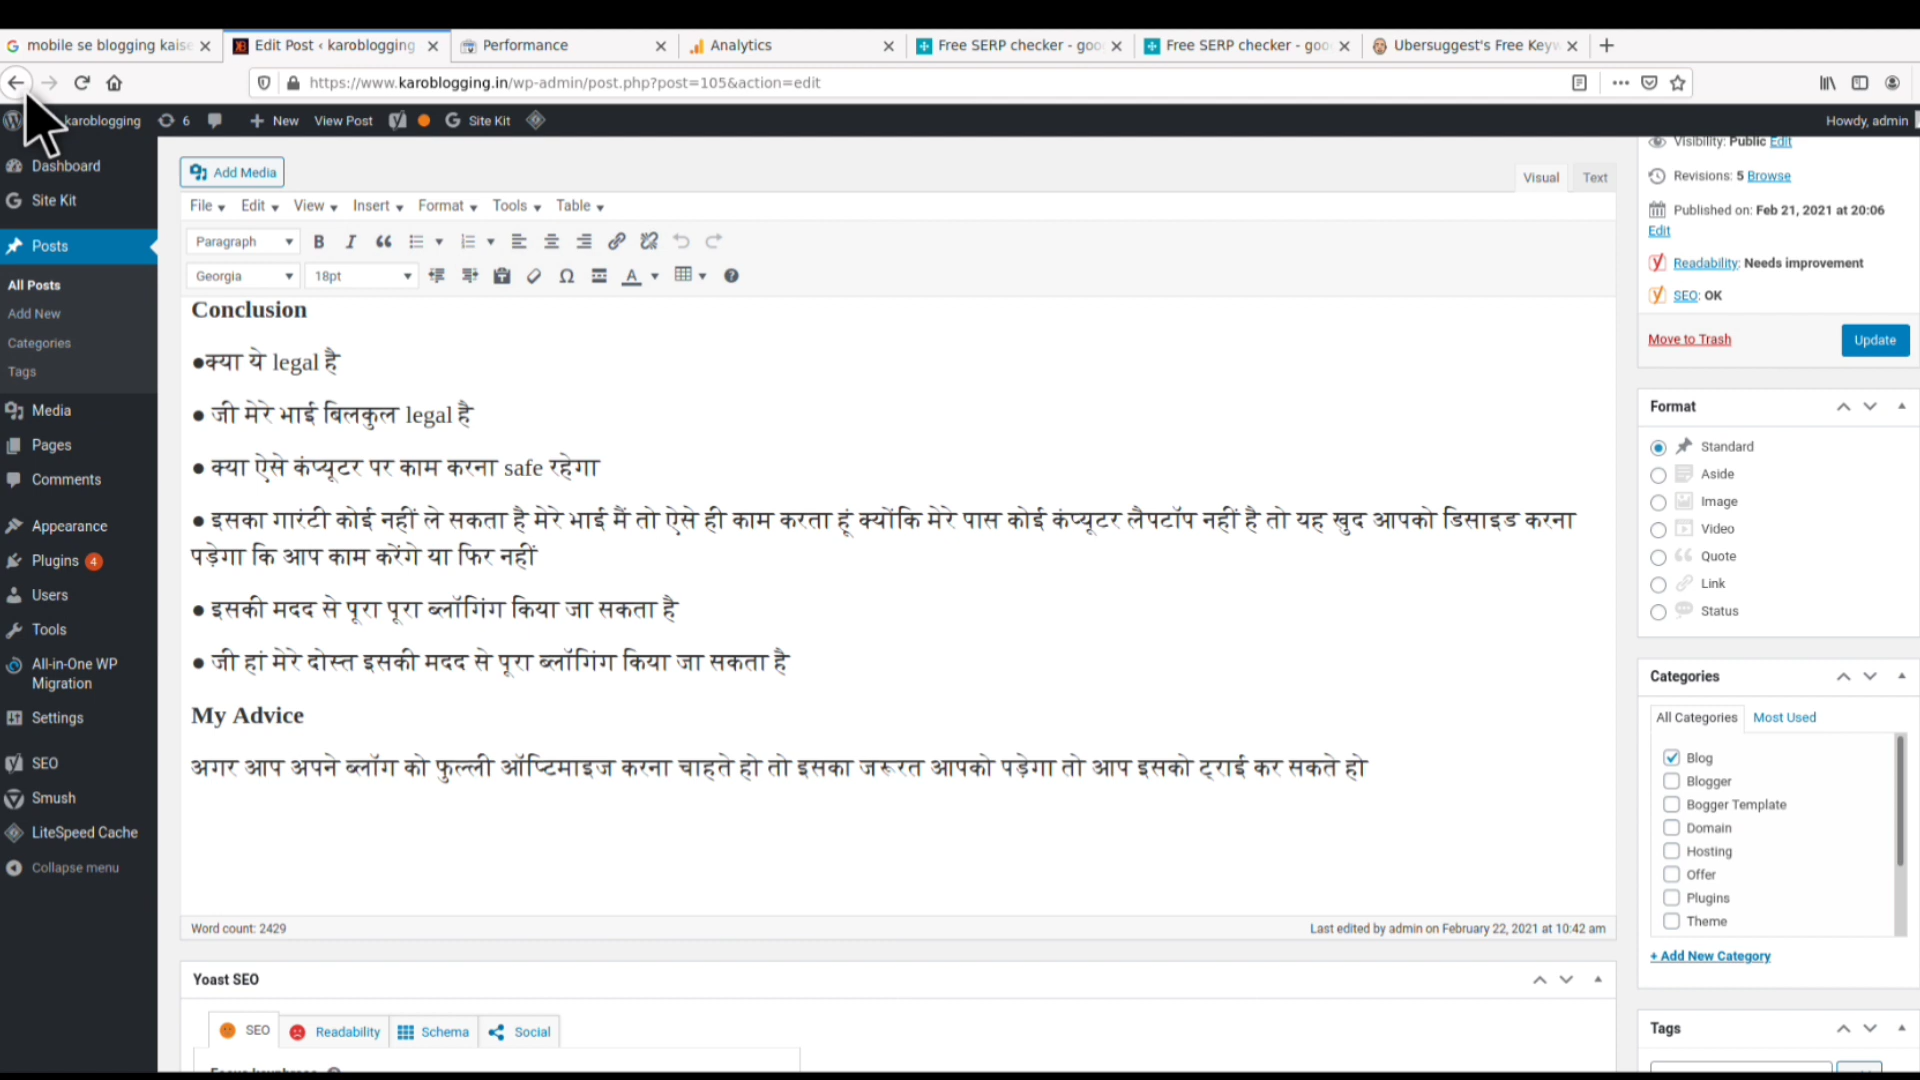 mobile se blogging kaise
Edit Post ‹ karoblogging
Performance
Analytics
Free SERP checker - goo
Free SERP checker - goo
Ubersuggest's Free Keyw
https://www.karoblogging.in/wp-admin/post.php?post=105&action=edit
karoblogging
6
New
View Post
Site Kit
Howdy, admin
Dashboard
Site Kit
Posts
All Posts
Add New
Categories
Tags
Media
Pages
Comments
Appearance
Plugins 4
Users
Tools
All-in-One WP
Migration
Settings
SEO
Smush
LiteSpeed Cache
Collapse menu
Add Media
Visual
Text
File
Edit
View
Insert
Format
Tools
Table
Paragraph
Georgia
18pt
Conclusion
●क्या ये legal है
● जी मेरे भाई बिलकुल legal है
● क्या ऐसे कंप्यूटर पर काम करना safe रहेगा
● इसका गारंटी कोई नहीं ले सकता है मेरे भाई मैं तो ऐसे ही काम करता हूं क्योंकि मेरे पास कोई कंप्यूटर लैपटॉप नहीं है तो यह खुद आपको डिसाइड करना
पड़ेगा कि आप काम करेंगे या फिर नहीं
● इसकी मदद से पूरा पूरा ब्लॉगिंग किया जा सकता है
● जी हां मेरे दोस्त इसकी मदद से पूरा ब्लॉगिंग किया जा सकता है
My Advice
अगर आप अपने ब्लॉग को फुल्ली ऑप्टिमाइज करना चाहते हो तो इसका जरूरत आपको पड़ेगा तो आप इसको ट्राई कर सकते हो
Word count: 2429
Last edited by admin on February 22, 2021 at 10:42 am
Yoast SEO
SEO
Readability
Schema
Social
Visibility: Public Edit
Revisions: 5 Browse
Published on: Feb 21, 2021 at 20:06
Edit
Readability: Needs improvement
SEO: OK
Move to Trash
Update
Format
Standard
Aside
Image
Video
Quote
Link
Status
Categories
All Categories
Most Used
Blog
Blogger
Bogger Template
Domain
Hosting
Offer
Plugins
Theme
+ Add New Category
Tags